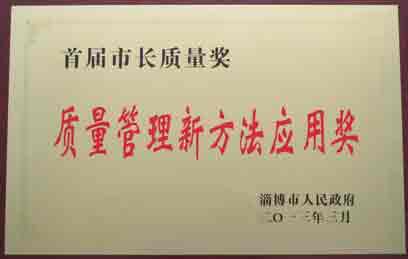 首届市长质量奖
质量管理新方法应用奖
淄博市人民政府
二〇一三年三月